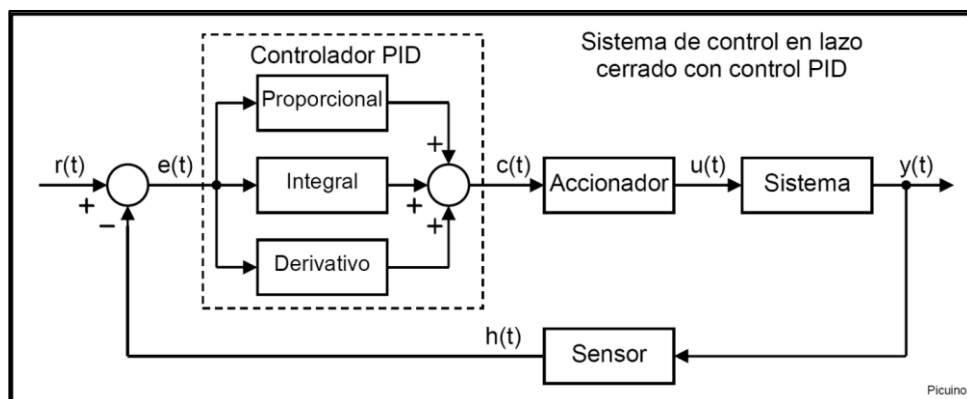 Controlador PID
Sistema de control en lazo
cerrado con control PID
Proporcional
r(t)
e(t)
Integral
c(t)
Accionador
u(t)
Sistema
y(t)
+
−
+
+
+
Derivativo
h(t)
Sensor
Picuino